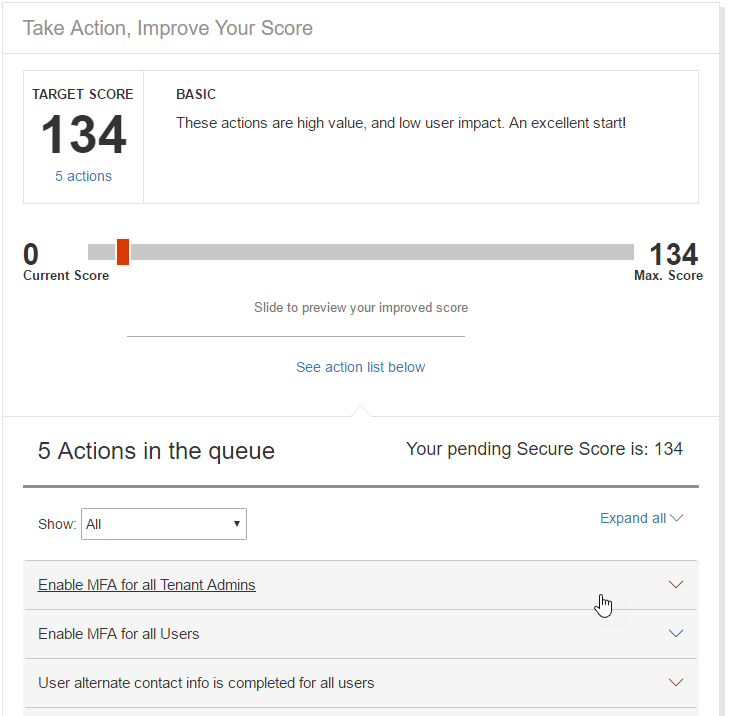 Take Action, Improve Your Score
TARGET SCORE
134
5 actions
BASIC
These actions are high value, and low user impact. An excellent start!
0
Current Score
134
Max. Score
Slide to preview your improved score
See action list below
5 Actions in the queue
Your pending Secure Score is: 134
Show: All
Expand all
Enable MFA for all Tenant Admins
Enable MFA for all Users
User alternate contact info is completed for all users